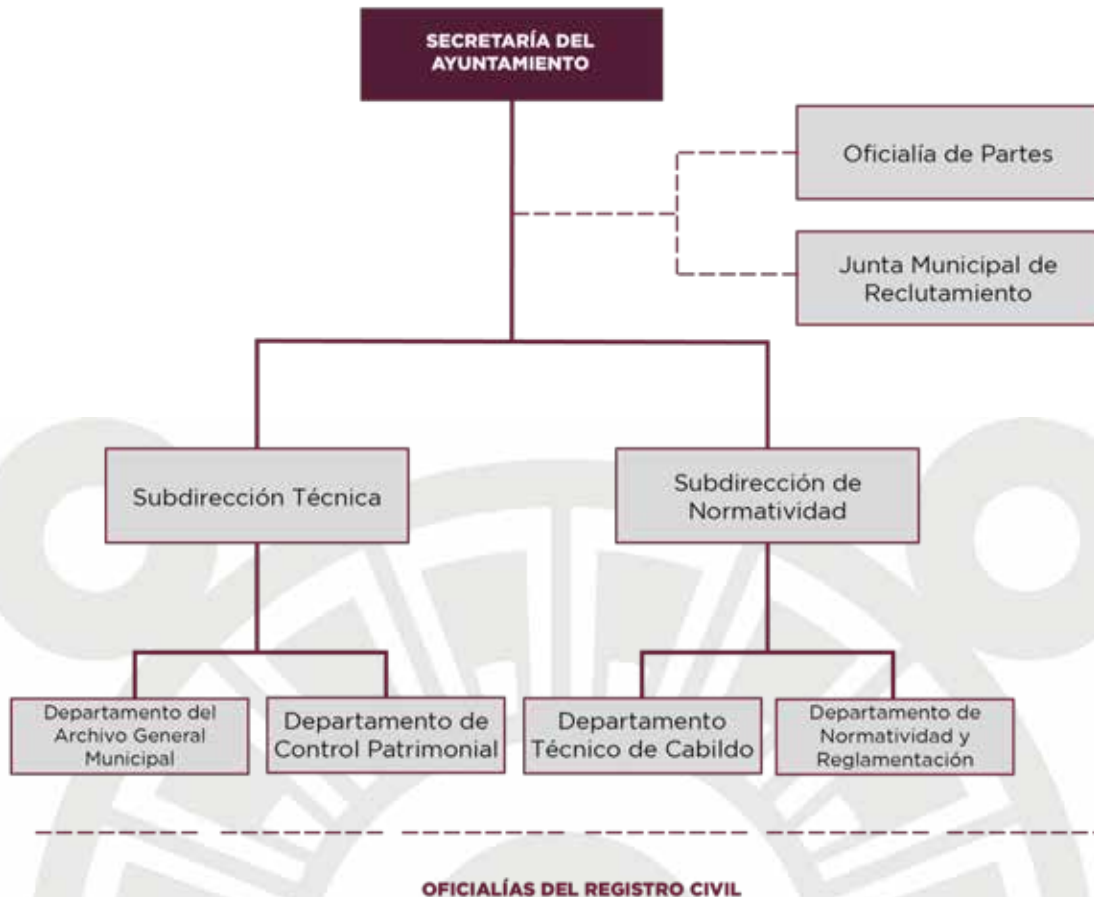 SECRETARÍA DEL
AYUNTAMIENTO
Oficialía de Partes
Junta Municipal de
Reclutamiento
Subdirección Técnica
Subdirección de
Normatividad
Departamento del
Archivo General
Municipal
Departamento de
Control Patrimonial
Departamento
Técnico de Cabildo
Departamento de
Normatividad y
Reglamentación
OFICIALÍAS DEL REGISTRO CIVIL